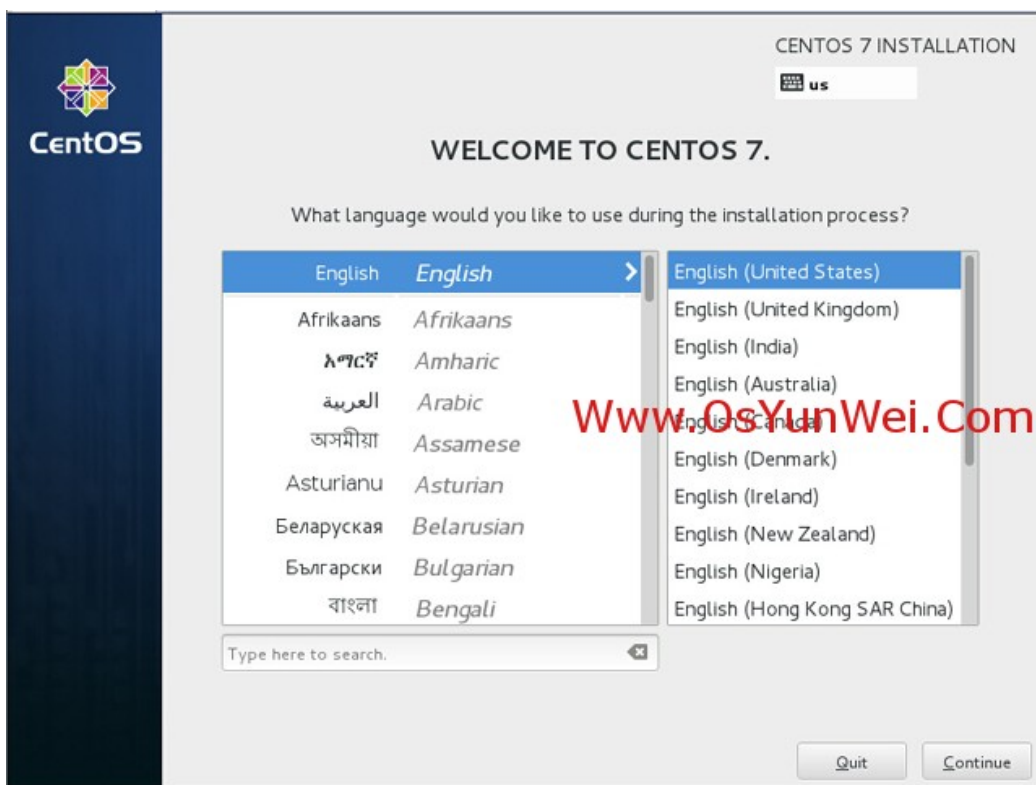 CENTOS 7 INSTALLATION
us
CentOS
WELCOME TO CENTOS 7.
What language would you like to use during the installation process?
English English
Afrikaans Afrikaans
አማርኛ Amharic
العربية Arabic
অসমীয়া Assamese
Asturianu Asturian
Беларуская Belarusian
Български Bulgarian
বাংলা Bengali
English (United States)
English (United Kingdom)
English (India)
English (Australia)
English (Canada)
English (Denmark)
English (Ireland)
English (New Zealand)
English (Nigeria)
English (Hong Kong SAR China)
Www.OsYunWei.Com
Type here to search.
Quit Continue